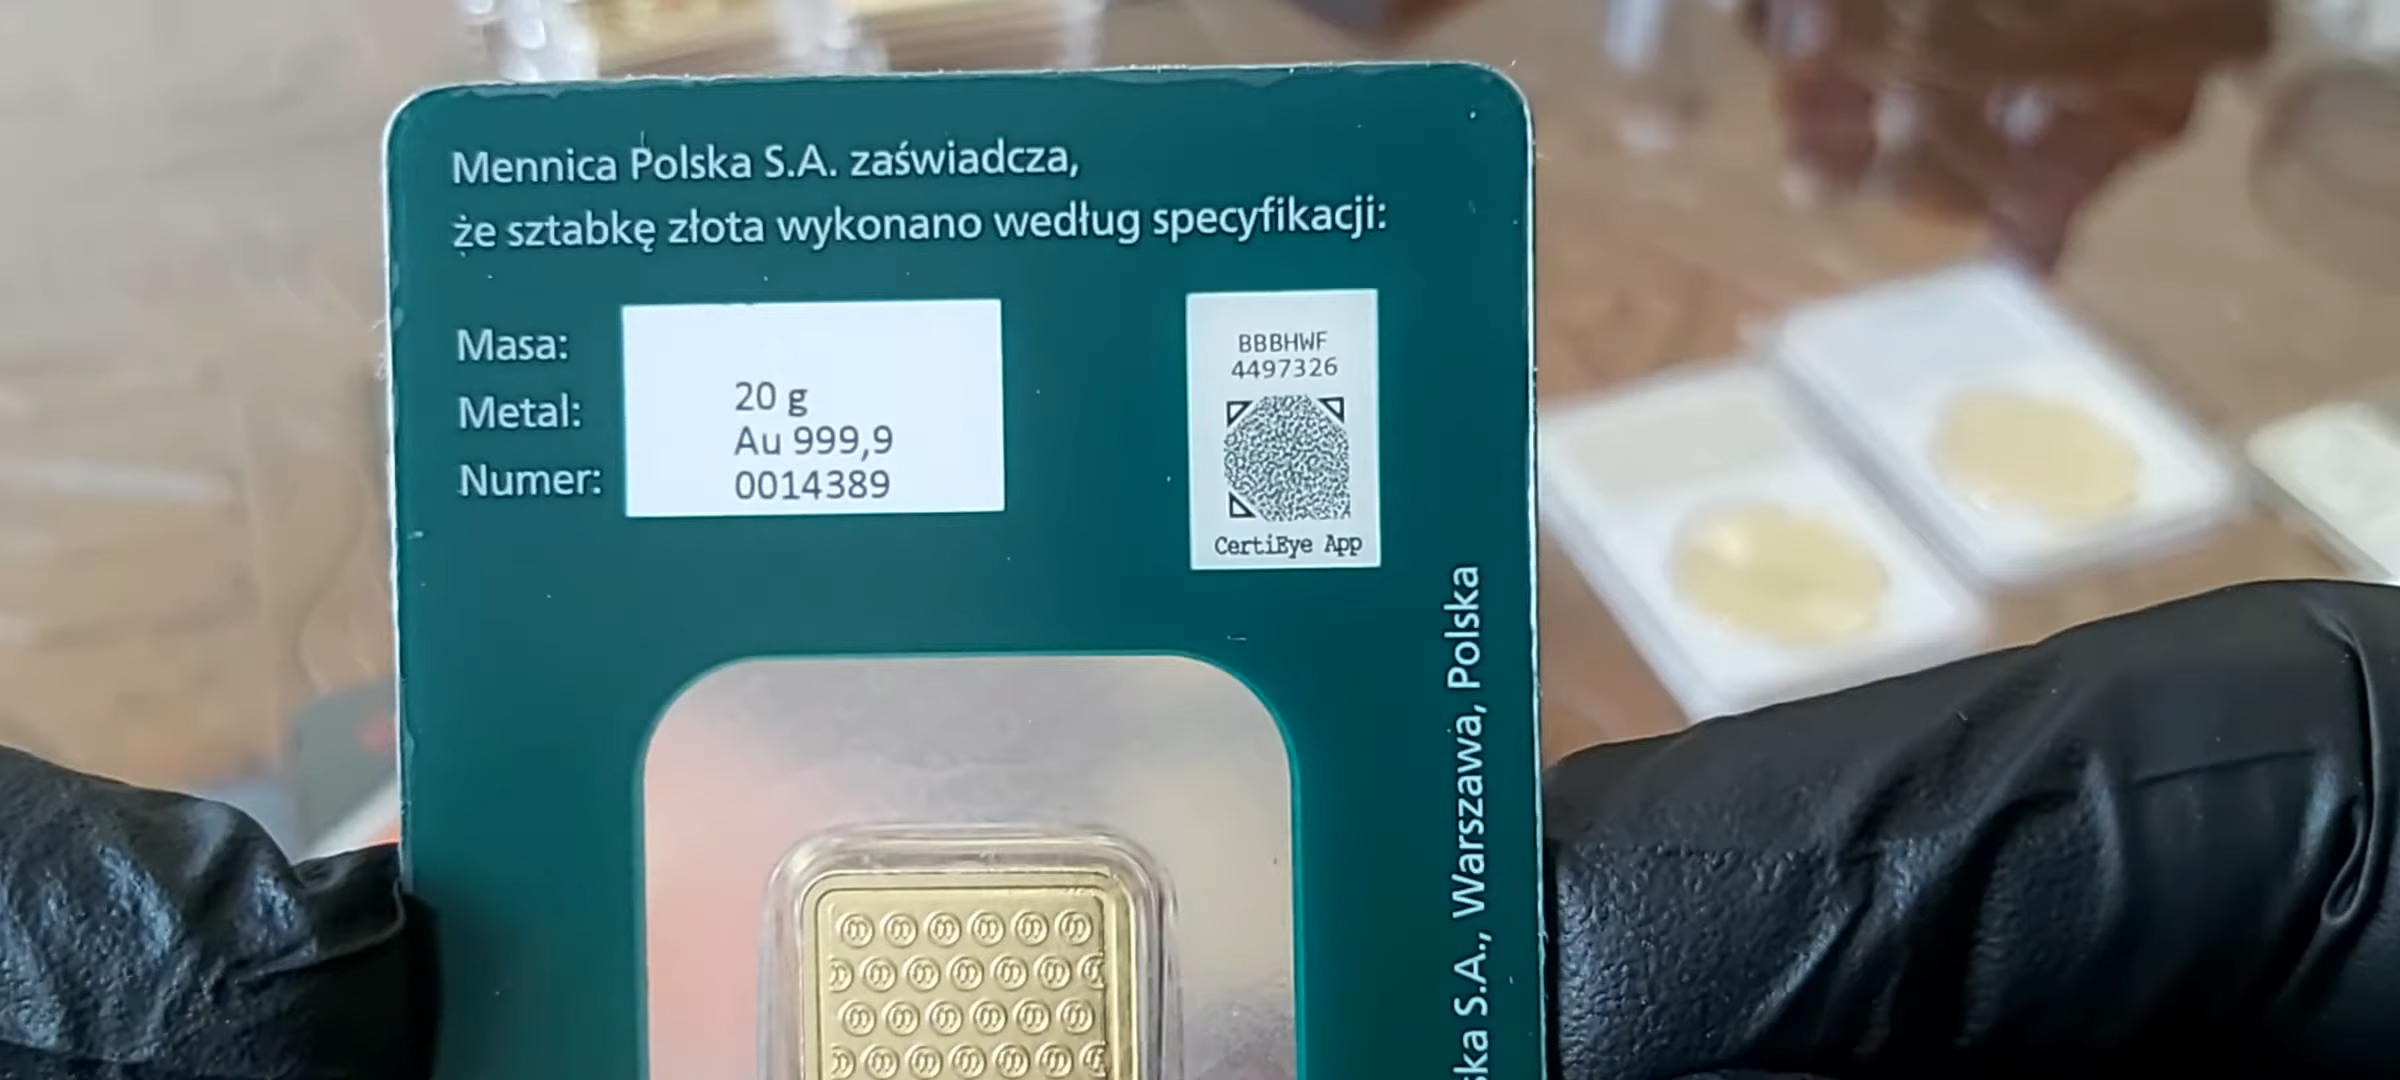 Mennica Polska S.A. zaświadcza,
że sztabkę złota wykonano według specyfikacji:
Masa:
Metal:
Numer:
20 g
Au 999,9
0014389
BBBHWF
4497326
CertiEye App
S.A., Warszawa, Polska